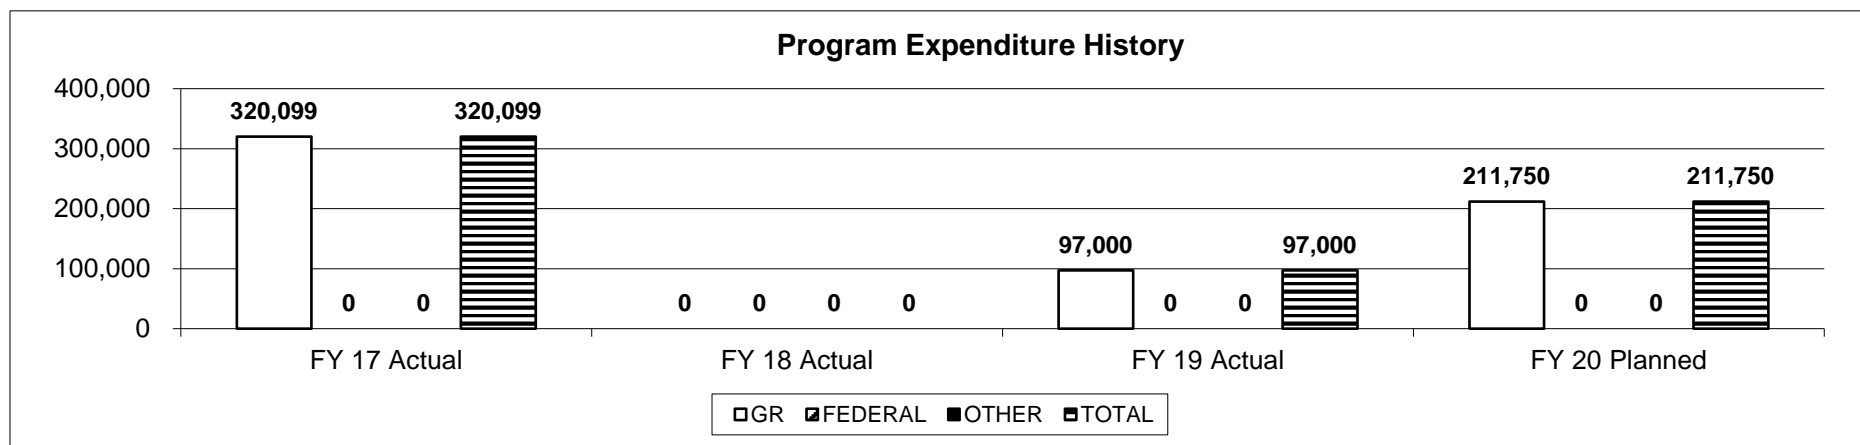 Program Expenditure History
400,000
300,000
200,000
100,000
0
320,099 0 0 320,099
0 0 0 0
97,000 0 0 97,000
211,750 0 0 211,750
FY 17 Actual FY 18 Actual FY 19 Actual FY 20 Planned
GR FEDERAL OTHER TOTAL